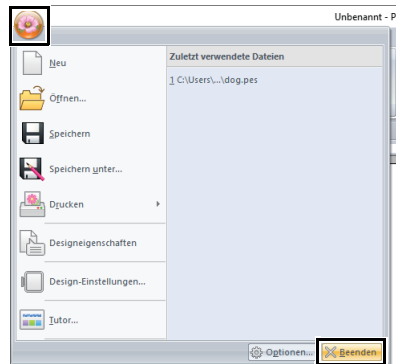 Unbenannt - P
Neu
Zuletzt verwendete Dateien
1 C:\Users\...\dog.pes
Öffnen...
Speichern
Speichern unter...
Drucken
Designeigenschaften
Design-Einstellungen...
Tutor...
Optionen...
Beenden